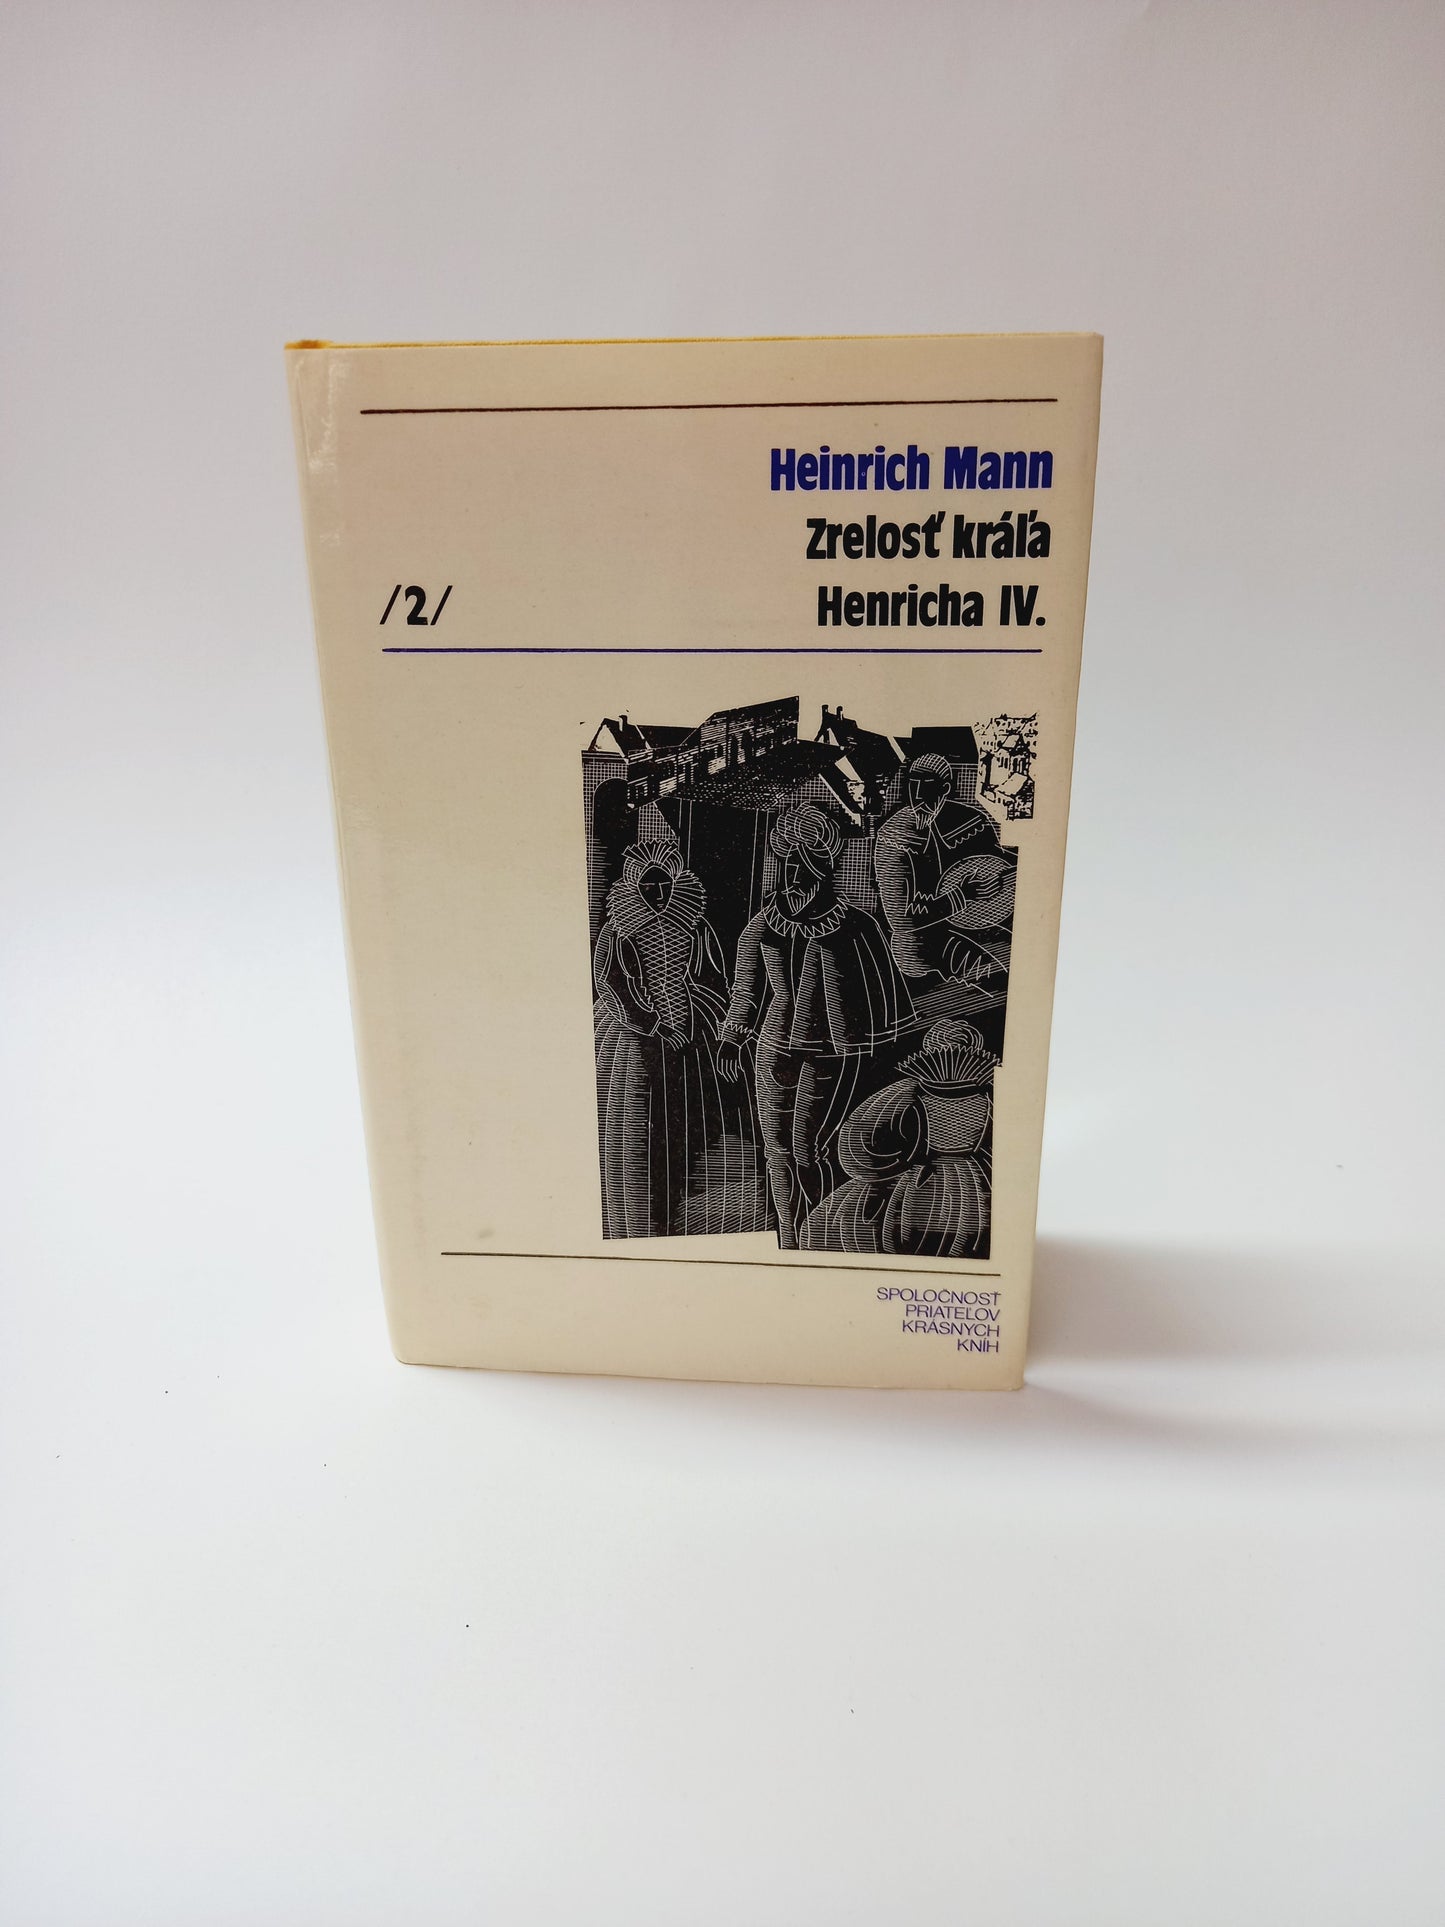 Heinrich Mann
Zrelosť kráľa
/2/ Henricha IV.
SPOLOČNOSŤ
PRIATEĽOV
KRÁSNYCH
KNÍH